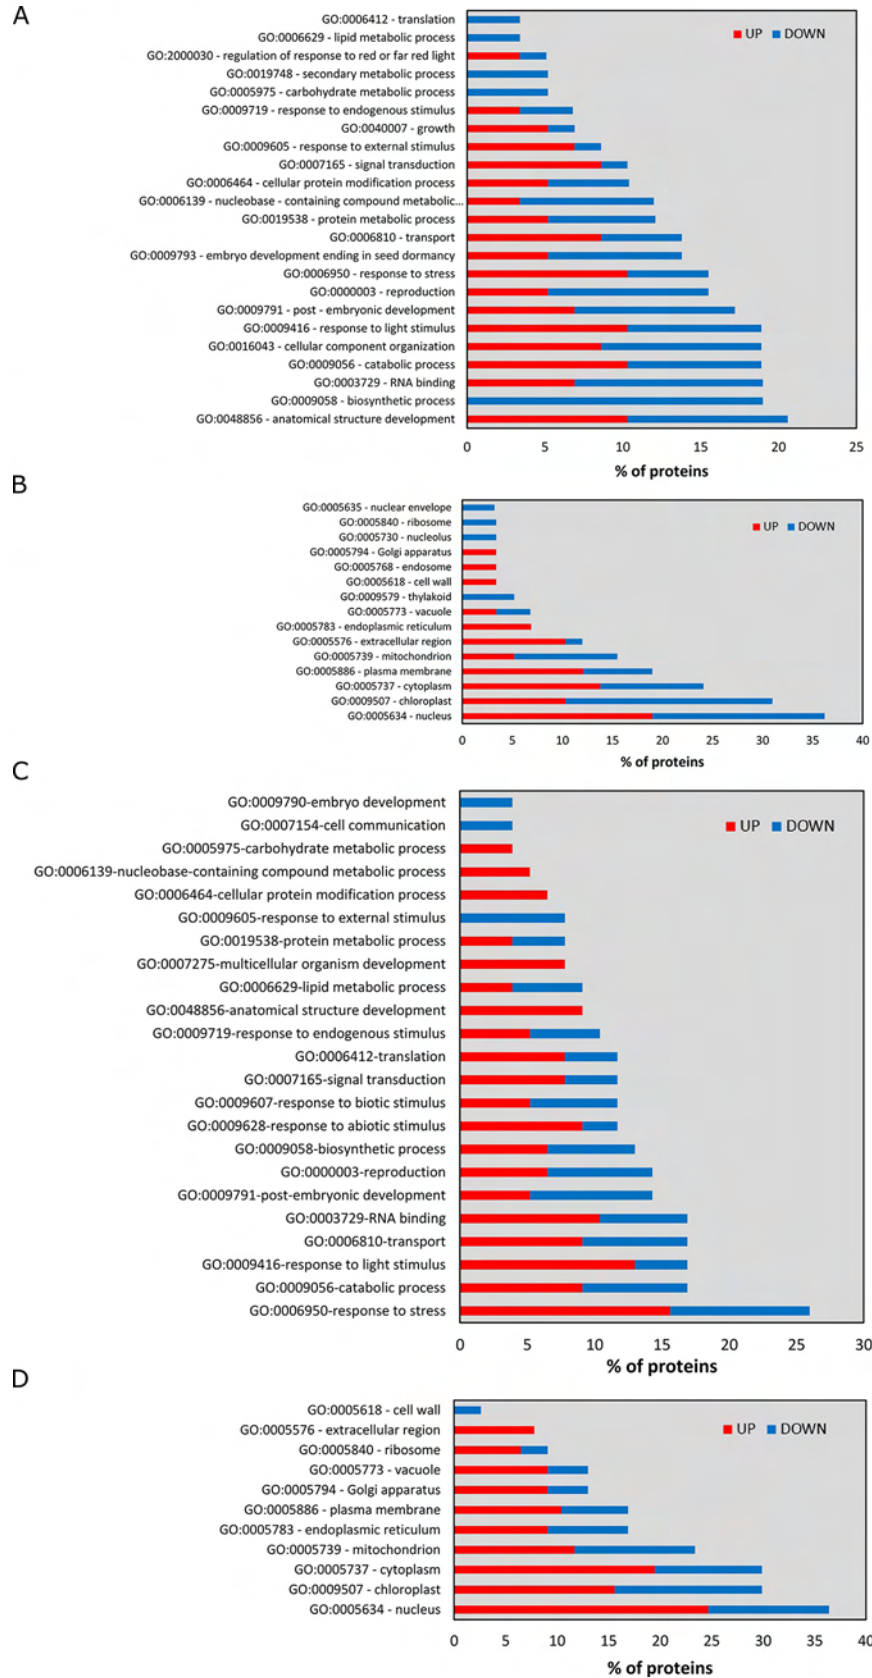 A
GO:0006412 - translation
GO:0006629 - lipid metabolic process
GO:2000030 - regulation of response to red or far red light
GO:0019748 - secondary metabolic process
GO:0005975 - carbohydrate metabolic process
GO:0009719 - response to endogenous stimulus
GO:0040007 - growth
GO:0009605 - response to external stimulus
GO:0007165 - signal transduction
GO:0006464 - cellular protein modification process
GO:0006139 - nucleobase - containing compound metabolic...
GO:0019538 - protein metabolic process
GO:0006810 - transport
GO:0009793 - embryo development ending in seed dormancy
GO:0006950 - response to stress
GO:0000003 - reproduction
GO:0009791 - post - embryonic development
GO:0009416 - response to light stimulus
GO:0016043 - cellular component organization
GO:0009056 - catabolic process
GO:0003729 - RNA binding
GO:0009058 - biosynthetic process
GO:0048856 - anatomical structure development
UP DOWN
0 5 10 15 20 25
% of proteins
B
GO:0005635 - nuclear envelope
GO:0005840 - ribosome
GO:0005730 - nucleolus
GO:0005794 - Golgi apparatus
GO:0005768 - endosome
GO:0005618 - cell wall
GO:0009579 - thylakoid
GO:0005773 - vacuole
GO:0005783 - endoplasmic reticulum
GO:0005576 - extracellular region
GO:0005739 - mitochondrion
GO:0005886 - plasma membrane
GO:0005737 - cytoplasm
GO:0009507 - chloroplast
GO:0005634 - nucleus
UP DOWN
0 5 10 15 20 25 30 35 40
% of proteins
C
GO:0009790-embryo development
GO:0007154-cell communication
GO:0005975-carbohydrate metabolic process
GO:0006139-nucleobase-containing compound metabolic process
GO:0006464-cellular protein modification process
GO:0009605-response to external stimulus
GO:0019538-protein metabolic process
GO:0007275-multicellular organism development
GO:0006629-lipid metabolic process
GO:0048856-anatomical structure development
GO:0009719-response to endogenous stimulus
GO:0006412-translation
GO:0007165-signal transduction
GO:0009607-response to biotic stimulus
GO:0009628-response to abiotic stimulus
GO:0009058-biosynthetic process
GO:0000003-reproduction
GO:0009791-post-embryonic development
GO:0003729-RNA binding
GO:0006810-transport
GO:0009416-response to light stimulus
GO:0009056-catabolic process
GO:0006950-response to stress
UP DOWN
0 5 10 15 20 25 30
% of proteins
D
GO:0005618 - cell wall
GO:0005576 - extracellular region
GO:0005840 - ribosome
GO:0005773 - vacuole
GO:0005794 - Golgi apparatus
GO:0005886 - plasma membrane
GO:0005783 - endoplasmic reticulum
GO:0005739 - mitochondrion
GO:0005737 - cytoplasm
GO:0009507 - chloroplast
GO:0005634 - nucleus
UP DOWN
0 5 10 15 20 25 30 35 40
% of proteins